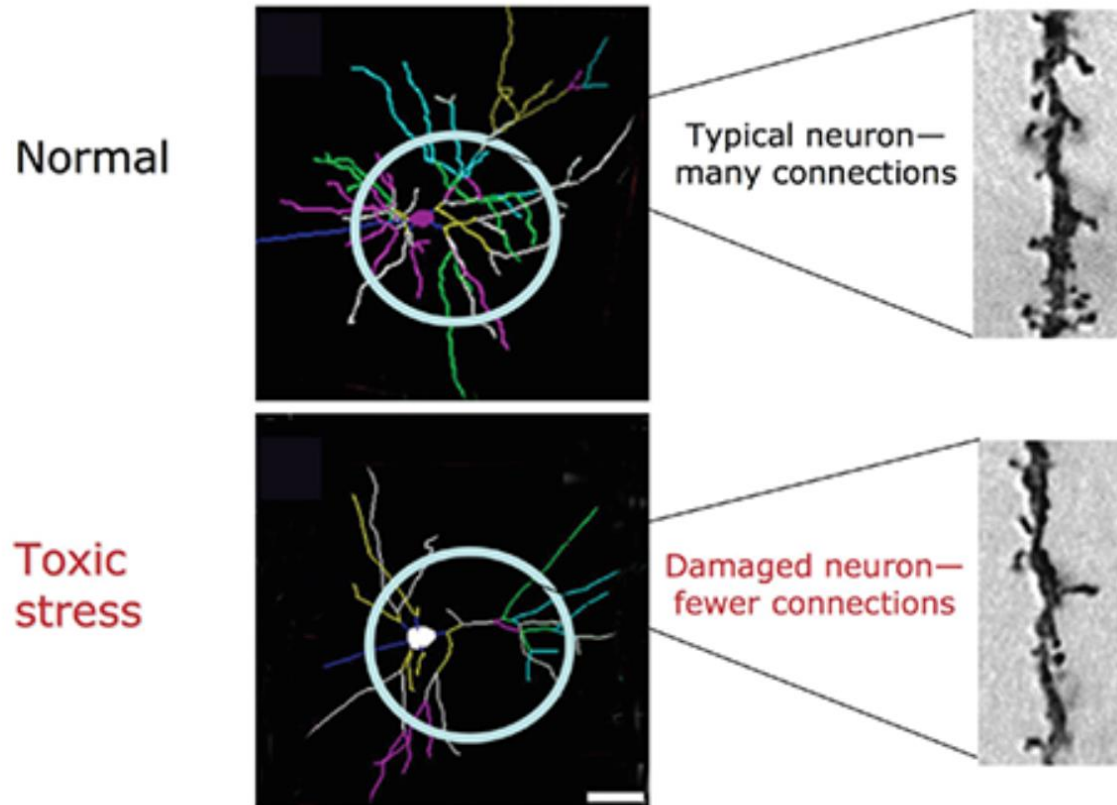 Normal
Typical neuron—
many connections
Toxic
stress
Damaged neuron—
fewer connections